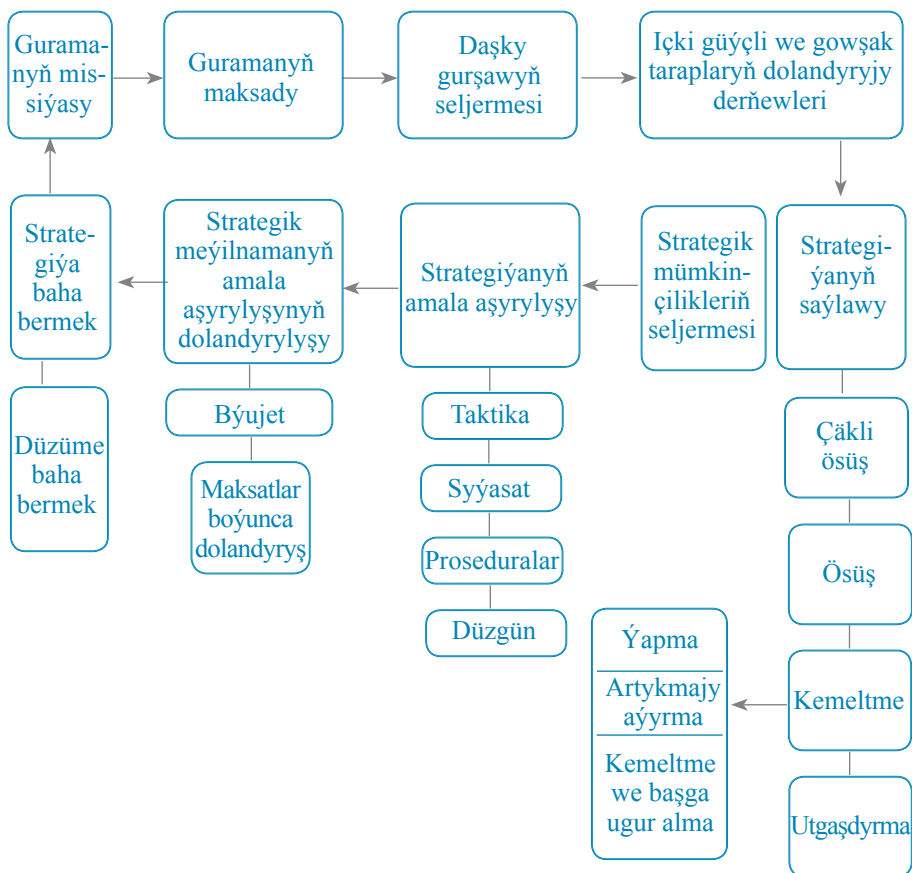 Gurama-
nyň mis-
siýasy
Guramanyň
maksady
Daşky
gurşawyň
seljermesi
Içki güýçli we gowşak
taraplaryň dolandyryjy
derňewleri
Strate-
giýa
baha
bermek
Strategik
meýilnamanyň
amala
aşyrylyşynyň
dolandyrylyşy
Strategiýanyň
amala aşyrylyşy
Strategik
mümkin-
çilikleriň
seljermesi
Strategi-
ýanyň
saýlawy
Düzüme
baha
bermek
Býujet
Maksatlar
boýunca
dolandyryş
Taktika
Syýasat
Proseduralar
Düzgün
Çäkli
ösüş
Ösüş
Kemeltme
Utgaşdyrma
Ýapma
Artykmajy
aýyrma
Kemeltme
we başga
ugur alma